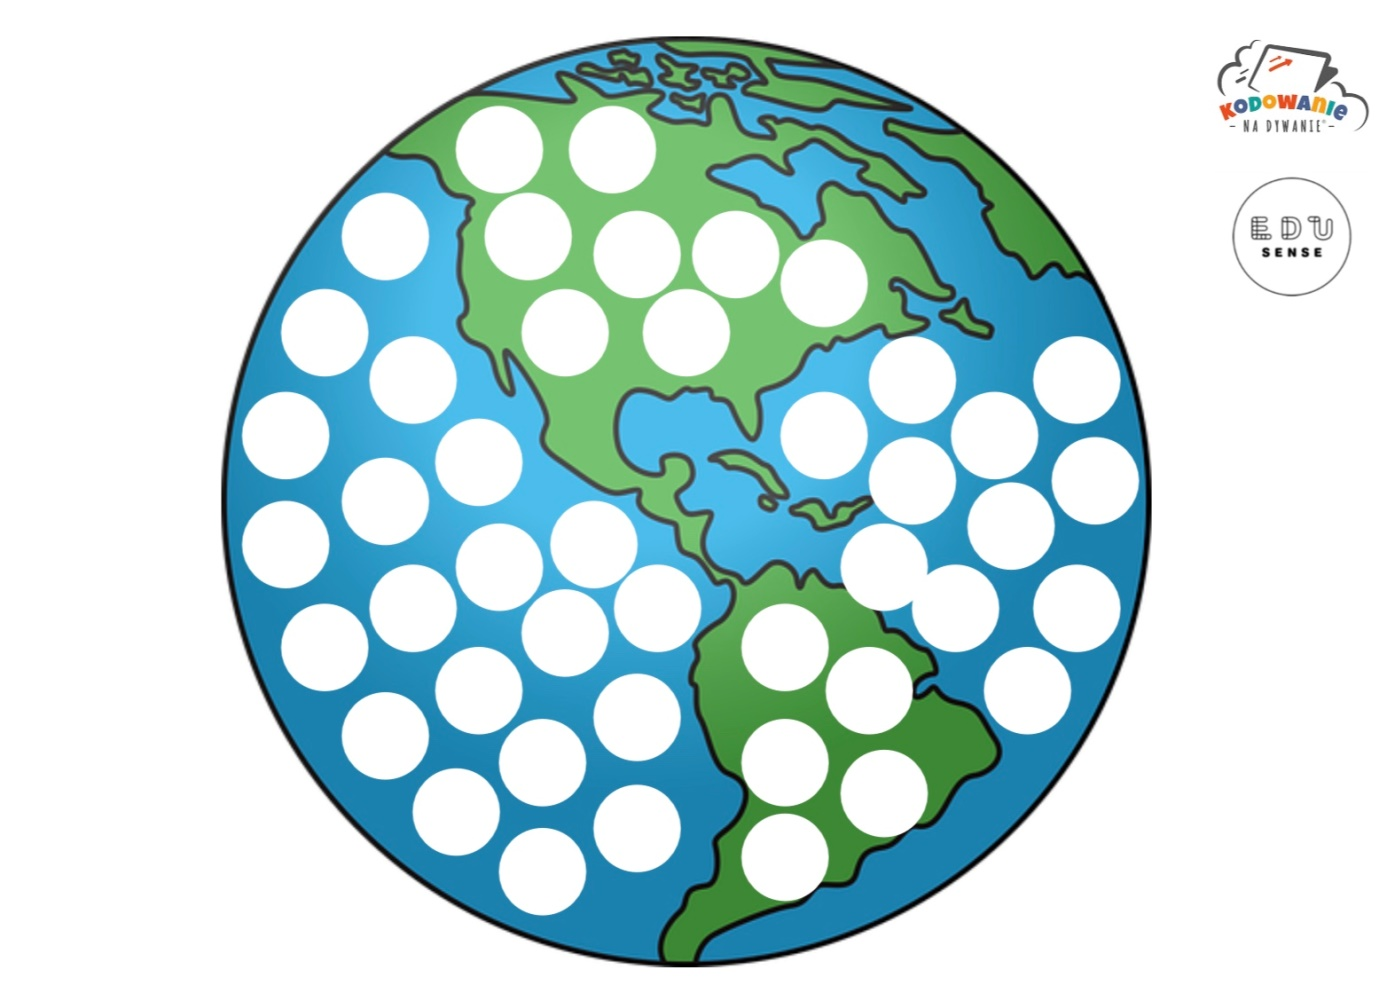 KODOWANIE
- NA DYWANIE® -
EDU
SENSE